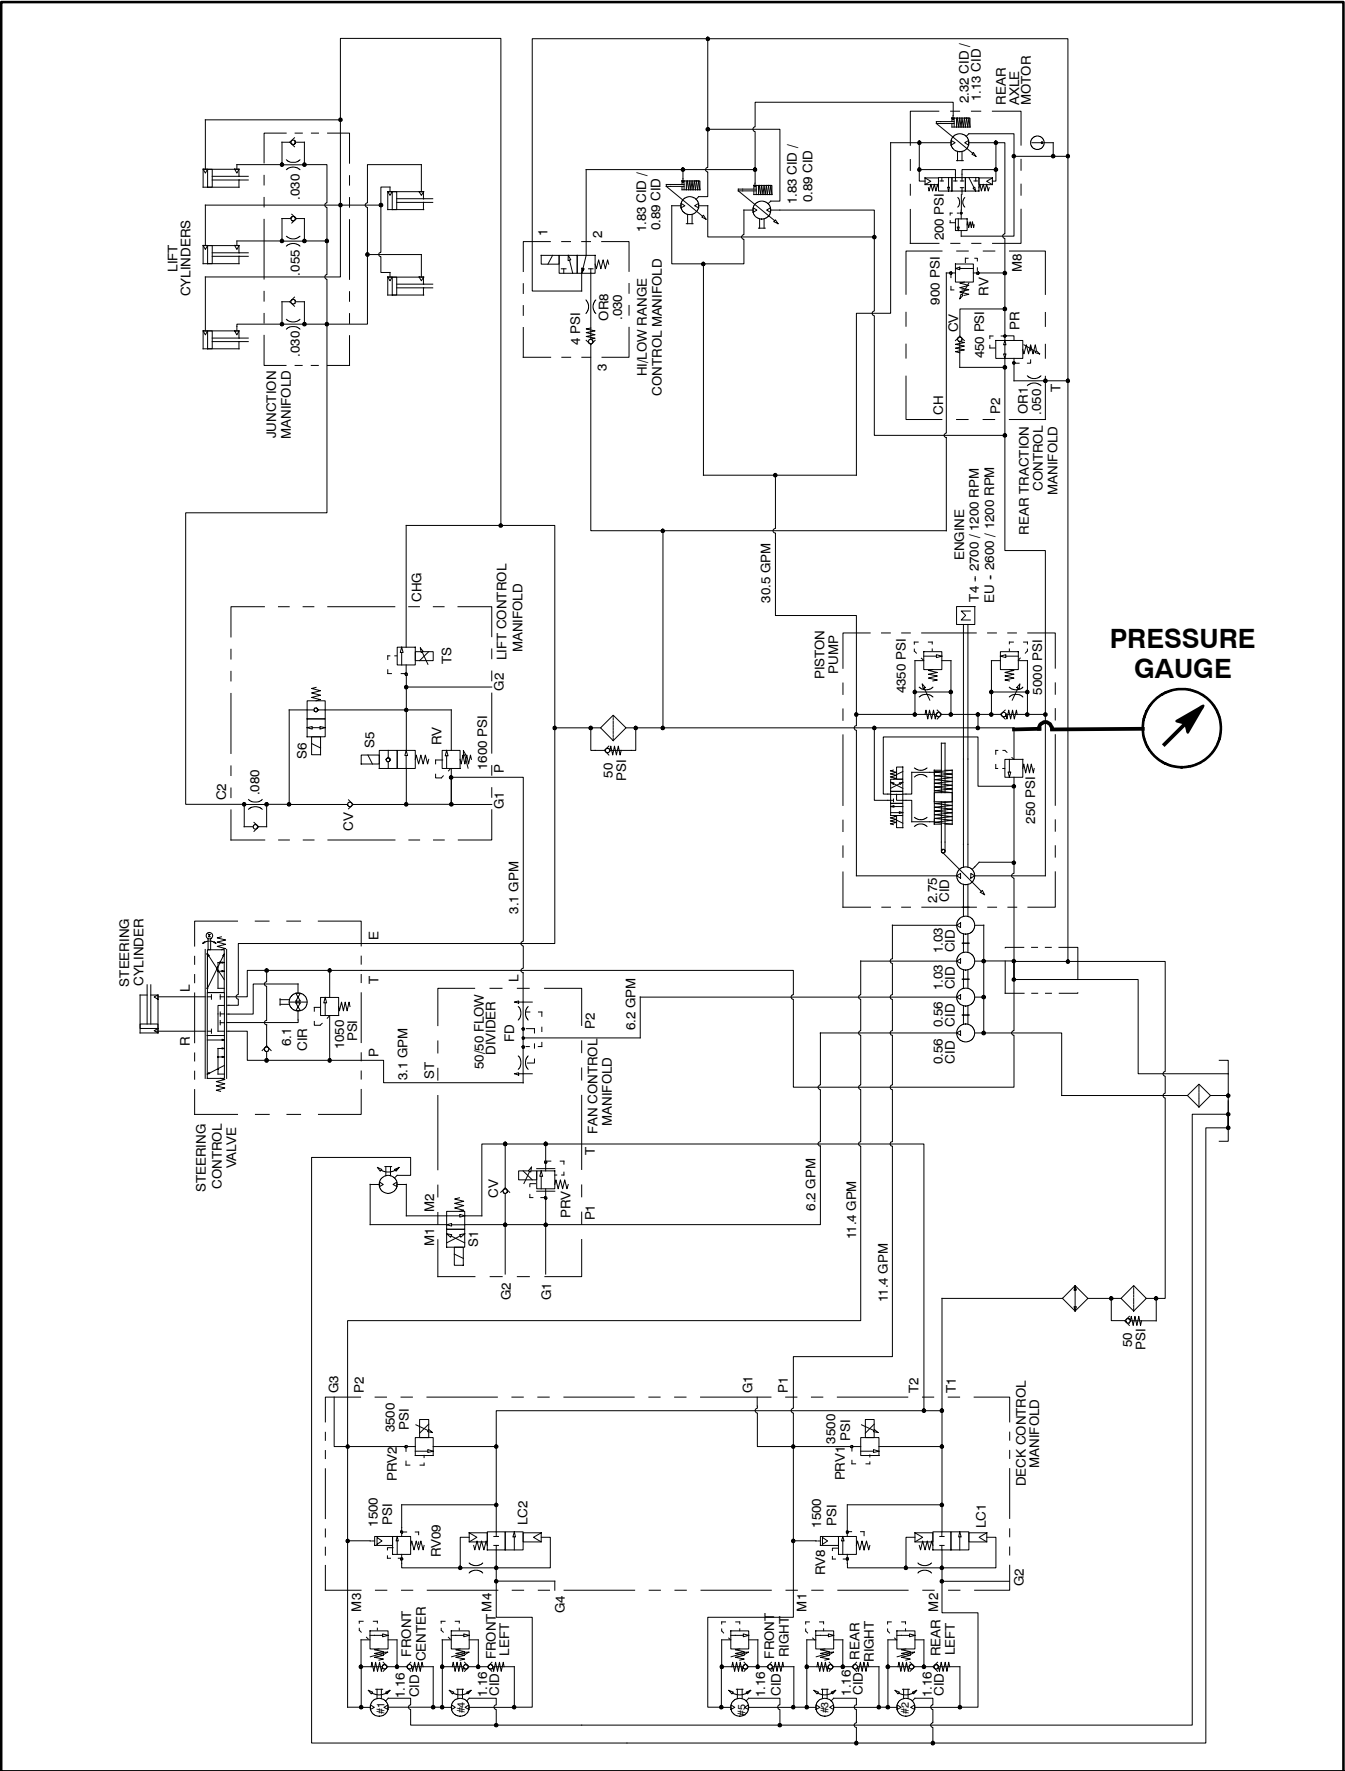 LIFT
CYLINDERS
JUNCTION
MANIFOLD
.030
.055
.030
C2
.080
S6
S5
CV
RV
1600 PSI
P
G1
G2
TS
CHG
LIFT CONTROL
MANIFOLD
3.1 GPM
STEERING
CYLINDER
R
L
6.1
CIR
1050
PSI
E
T
P
STEERING
CONTROL
VALVE
3.1 GPM
ST
50/50 FLOW
DIVIDER
FD
L
P2
FAN CONTROL
MANIFOLD
6.2 GPM
M1
M2
S1
CV
PRV
T
P1
G2
G1
6.2 GPM
11.4 GPM
11.4 GPM
1
2
3
4 PSI
OR8
.030
HI/LOW RANGE
CONTROL MANIFOLD
1.83 CID /
0.89 CID
1.83 CID /
0.89 CID
2.32 CID /
1.13 CID
REAR
AXLE
MOTOR
200 PSI
900 PSI
RV
M8
CV
450 PSI
PR
CH
P2
OR1
.050
T
REAR TRACTION
CONTROL
MANIFOLD
30.5 GPM
ENGINE
T4 - 2700 / 1200 RPM
EU - 2600 / 1200 RPM
M
PISTON
PUMP
4350 PSI
5000 PSI
250 PSI
2.75
CID
1.03
CID
1.03
CID
0.56
CID
0.56
CID
50
PSI
PRESSURE
GAUGE
50
PSI
G3
P2
3500
PSI
PRV2
1500
PSI
RV09
LC2
M3
M4
G4
G1
P1
3500
PSI
PRV1
1500
PSI
RV8
LC1
T2
T1
DECK CONTROL
MANIFOLD
M1
M2
G2
#1
1.16
CID
FRONT
CENTER
#4
1.16
CID
FRONT
LEFT
#5
1.16
CID
FRONT
RIGHT
#3
1.16
CID
REAR
RIGHT
#2
1.16
CID
REAR
LEFT